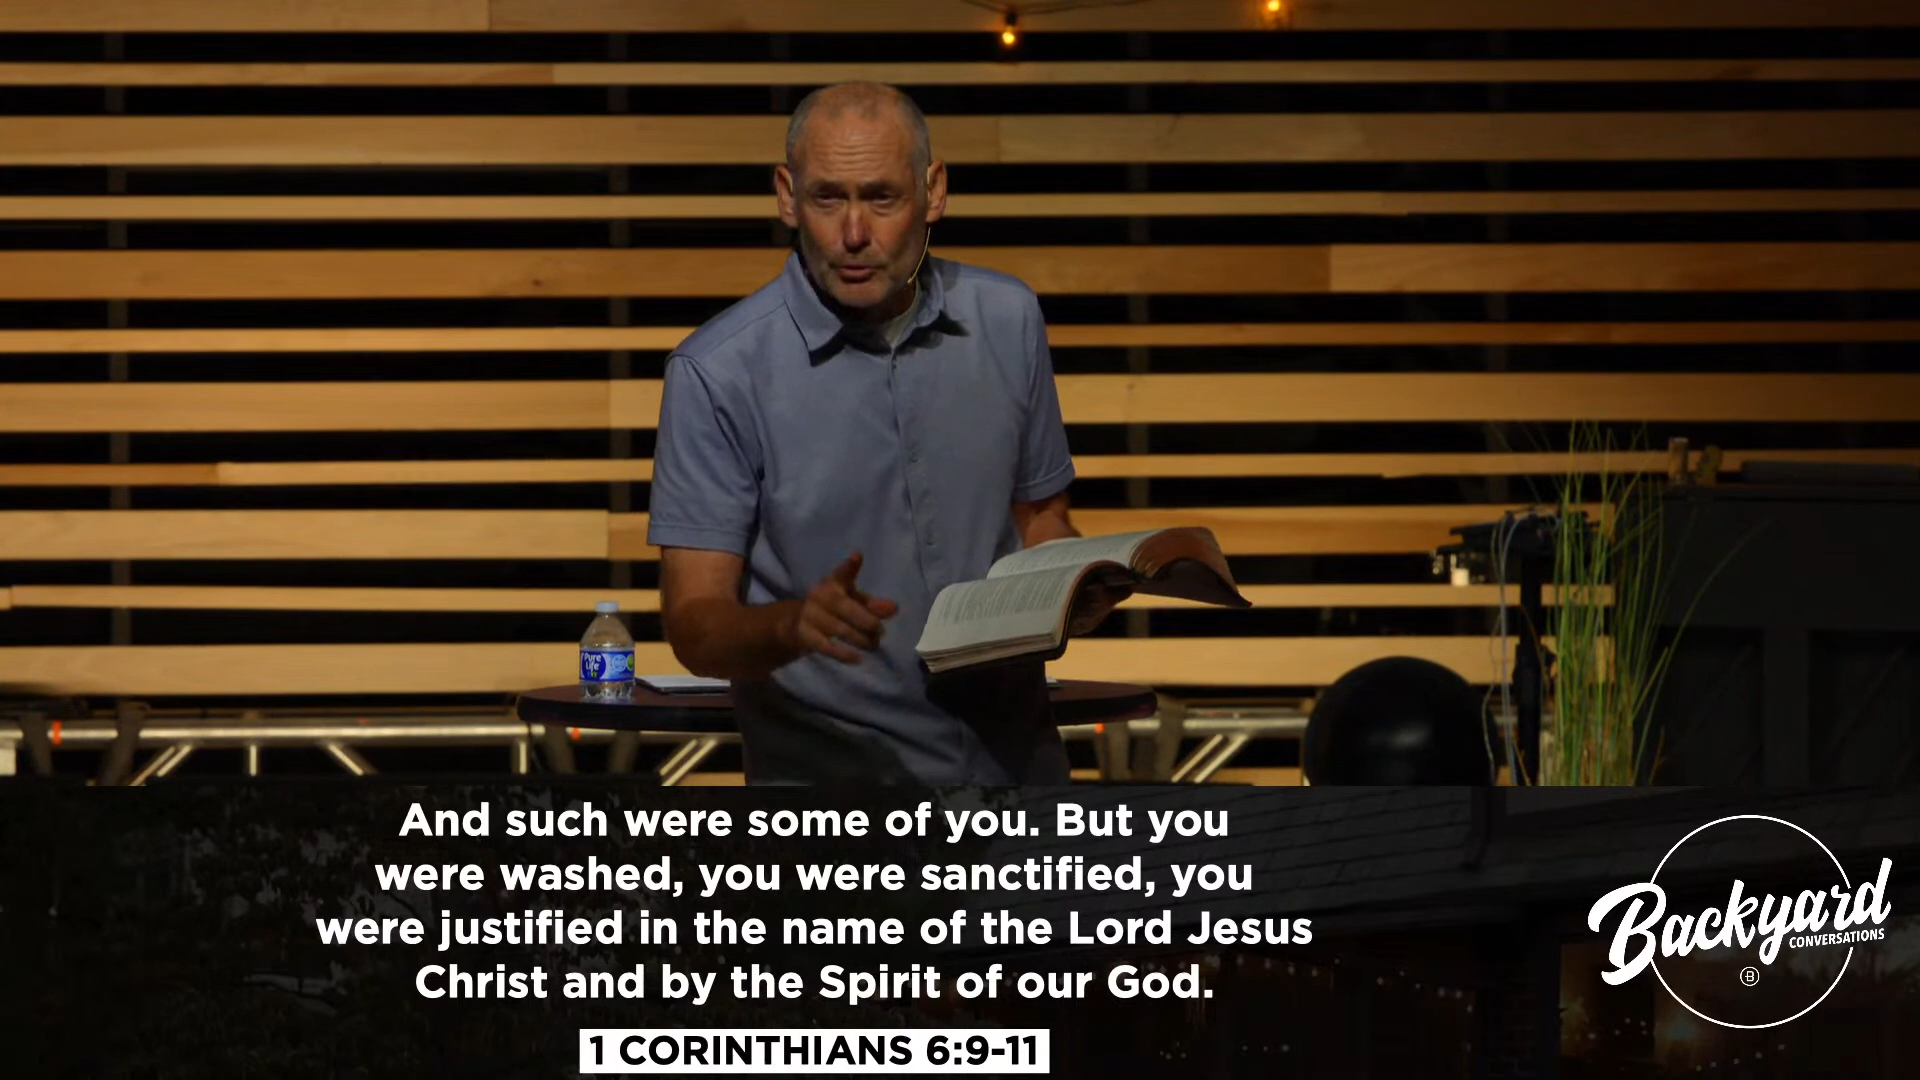 Pure
Life
And such were some of you. But you
were washed, you were sanctified, you
were justified in the name of the Lord Jesus
Christ and by the Spirit of our God.
1 CORINTHIANS 6:9-11
Backyard
CONVERSATIONS
B